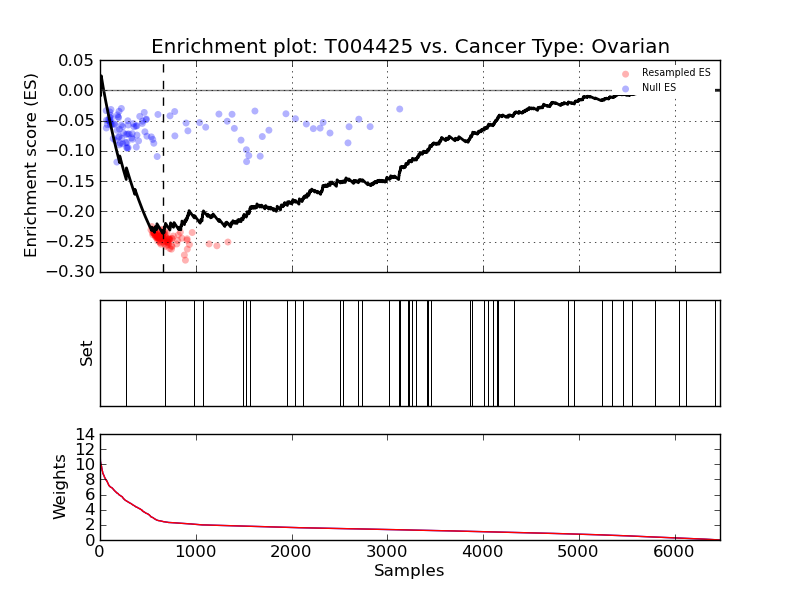 Enrichment plot: T004425 vs. Cancer Type: Ovarian
Enrichment score (ES)
0.05
0.00
−0.05
−0.10
−0.15
−0.20
−0.25
−0.30
Resampled ES
Null ES
Set
Weights
14
12
10
8
6
4
2
0
0 1000 2000 3000 4000 5000 6000
Samples